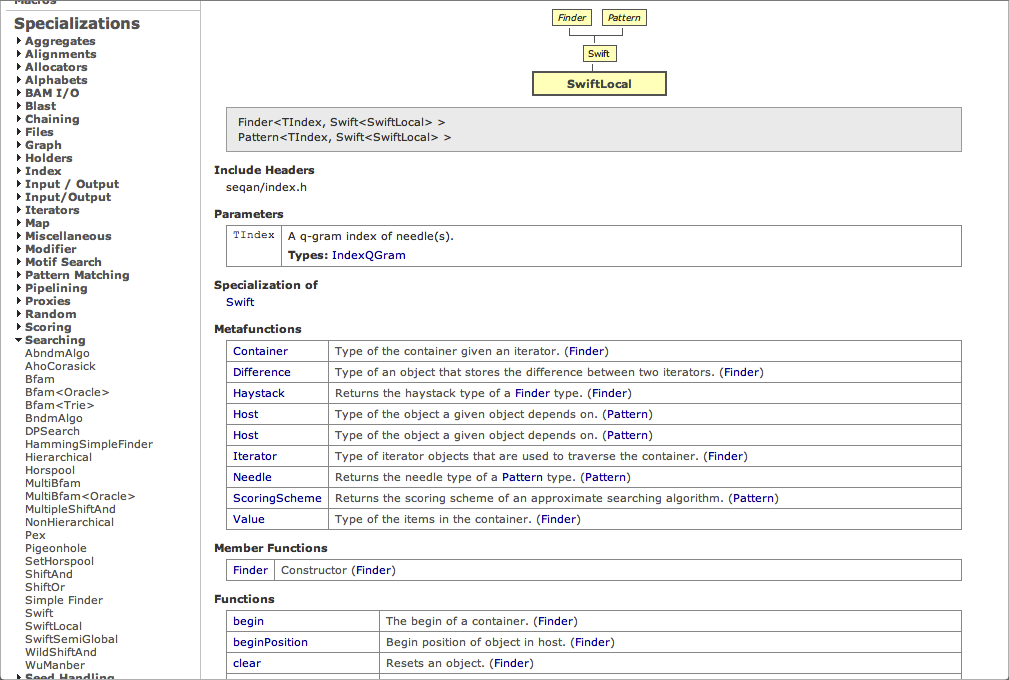 Macros
Specializations
Aggregates
Alignments
Allocators
Alphabets
BAM I/O
Blast
Chaining
Files
Graph
Holders
Index
Input / Output
Input/Output
Iterators
Map
Miscellaneous
Modifier
Motif Search
Pattern Matching
Pipelining
Proxies
Random
Scoring
Searching
AbndmAlgo
AhoCorasick
Bfam
Bfam<Oracle>
Bfam<Trie>
BndmAlgo
DPSearch
HammingSimpleFinder
Hierarchical
Horspool
MultiBfam
MultiBfam<Oracle>
MultipleShiftAnd
NonHierarchical
Pex
Pigeonhole
SetHorspool
ShiftAnd
ShiftOr
Simple Finder
Swift
SwiftLocal
SwiftSemiGlobal
WildShiftAnd
WuManber
Seed Handling
Finder Pattern
Swift
SwiftLocal
Finder<TIndex, Swift<SwiftLocal> >
Pattern<TIndex, Swift<SwiftLocal> >
Include Headers
seqan/index.h
Parameters
TIndex A q-gram index of needle(s).
Types: IndexQGram
Specialization of
Swift
Metafunctions
Container Type of the container given an iterator. (Finder)
Difference Type of an object that stores the difference between two iterators. (Finder)
Haystack Returns the haystack type of a Finder type. (Finder)
Host Type of the object a given object depends on. (Pattern)
Host Type of the object a given object depends on. (Pattern)
Iterator Type of iterator objects that are used to traverse the container. (Finder)
Needle Returns the needle type of a Pattern type. (Pattern)
ScoringScheme Returns the scoring scheme of an approximate searching algorithm. (Pattern)
Value Type of the items in the container. (Finder)
Member Functions
Finder Constructor (Finder)
Functions
begin The begin of a container. (Finder)
beginPosition Begin position of object in host. (Finder)
clear Resets an object. (Finder)